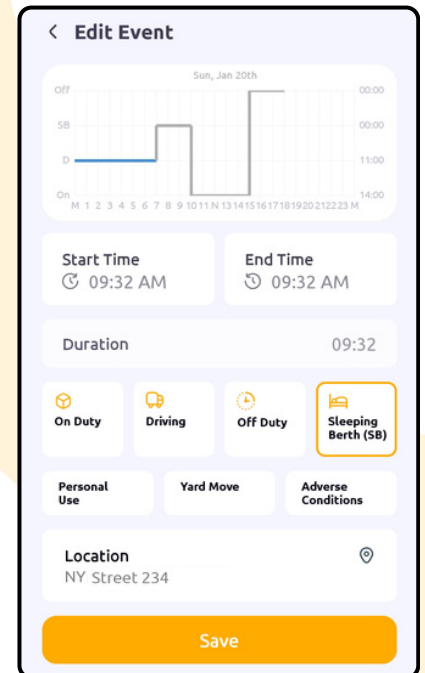 Edit Event
Sun, Jan 20th
Off 00:00
SB 00:00
D 11:00
On 14:00
M 1 2 3 4 5 6 7 8 9 10 11 N 13 14 15 16 17 18 19 20 21 22 23 M
Start Time End Time
09:32 AM 09:32 AM
Duration 09:32
On Duty Driving Off Duty Sleeping
Berth (SB)
Personal Yard Move Adverse
Use Conditions
Location
NY Street 234
Save